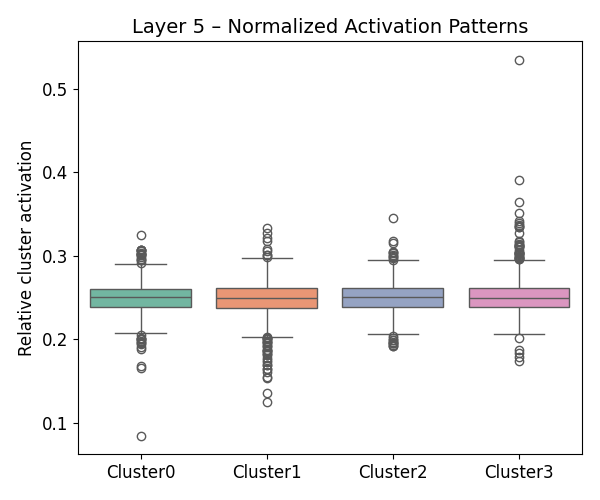 Layer 5 – Normalized Activation Patterns
Relative cluster activation
0.5
0.4
0.3
0.2
0.1
Cluster0 Cluster1 Cluster2 Cluster3